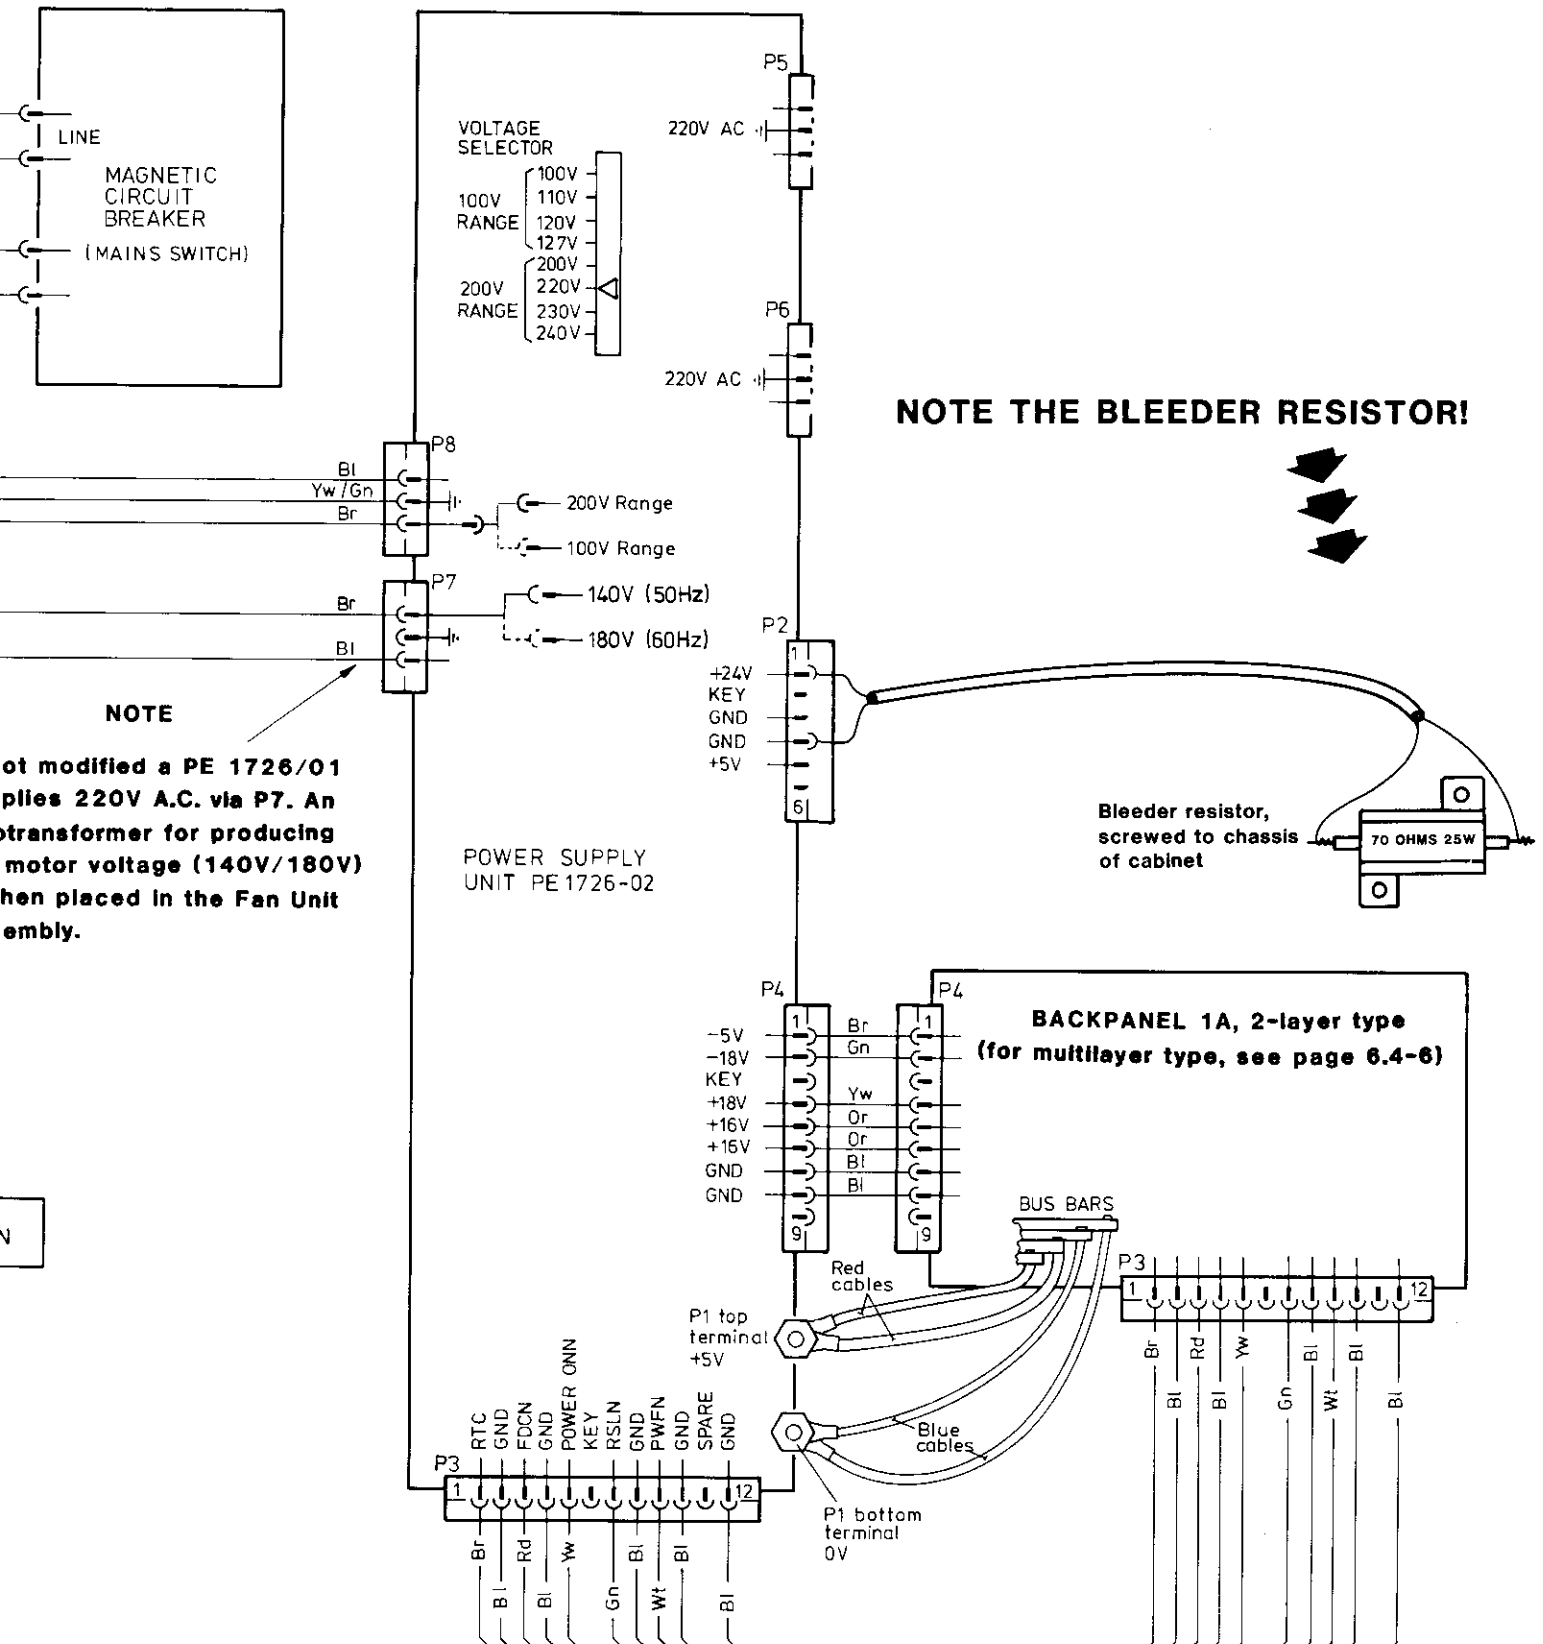 LINE
MAGNETIC
CIRCUIT
BREAKER
(MAINS SWITCH)
VOLTAGE
SELECTOR
100V
RANGE
100V
110V
120V
127V
200V
RANGE
200V
220V
230V
240V
P5
220V AC
P6
220V AC
NOTE THE BLEEDER RESISTOR!
P8
Bl
Yw/Gn
Br
200V Range
100V Range
P7
Br
Bl
140V (50Hz)
180V (60Hz)
NOTE
ot modified a PE 1726/01
plies 220V A.C. via P7. An
otransformer for producing
motor voltage (140V/180V)
hen placed in the Fan Unit
embly.
P2
1
+24V
KEY
GND
GND
+5V
6
Bleeder resistor,
screwed to chassis
of cabinet
70 OHMS 25W
POWER SUPPLY
UNIT PE1726-02
P4
1
-5V
-18V
KEY
+18V
+16V
+16V
GND
GND
9
Br
Gn
Yw
Or
Or
Bl
Bl
P4
1
9
BACKPANEL 1A, 2-layer type
(for multilayer type, see page 6.4-6)
BUS BARS
N
Red
cables
P1 top
terminal
+5V
Blue
cables
P1 bottom
terminal
0V
P3
1
12
Br
Bl
Rd
Bl
Yw
Gn
Bl
Wt
Bl
Bl
P3
RTC
GND
FDCN
GND
POWER ONN
KEY
RSLN
GND
PWFN
GND
SPARE
GND
1
12
Br
Bl
Rd
Bl
Yw
Gn
Bl
Wt
Bl
Bl